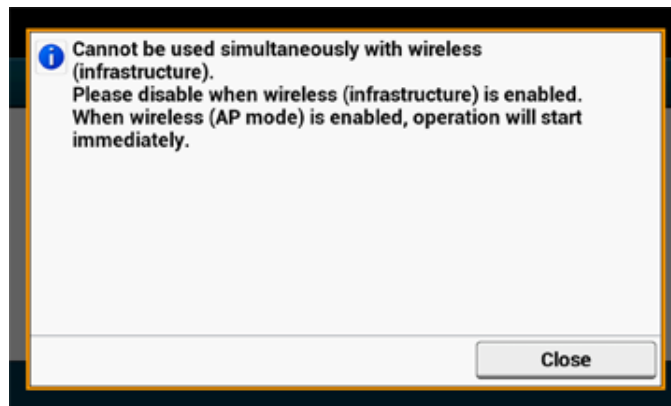 Cannot be used simultaneously with wireless
(infrastructure).
Please disable when wireless (infrastructure) is enabled.
When wireless (AP mode) is enabled, operation will start
immediately.
Close